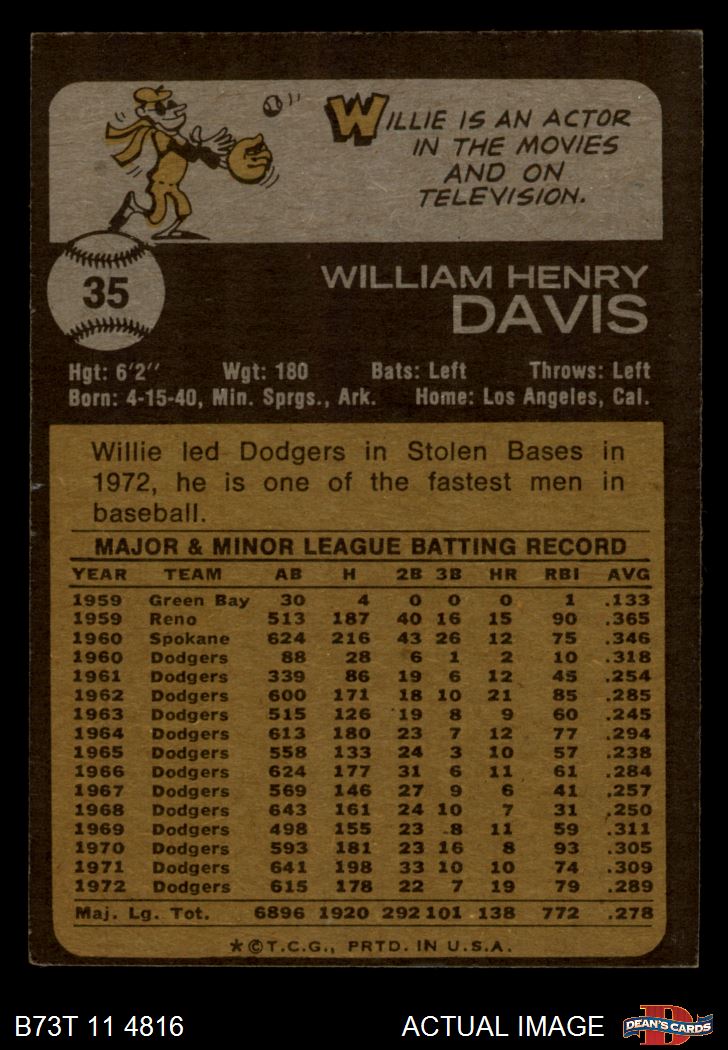 WILLIE IS AN ACTOR
IN THE MOVIES
AND ON
TELEVISION.
35
WILLIAM HENRY
DAVIS
Hgt: 6'2" Wgt: 180 Bats: Left Throws: Left
Born: 4-15-40, Min. Sprgs., Ark. Home: Los Angeles, Cal.
Willie led Dodgers in Stolen Bases in
1972, he is one of the fastest men in
baseball.
MAJOR & MINOR LEAGUE BATTING RECORD
YEAR TEAM AB H 2B 3B HR RBI AVG
1959 Green Bay 30 4 0 0 0 1 .133
1959 Reno 513 187 40 16 15 90 .365
1960 Spokane 624 216 43 26 12 75 .346
1960 Dodgers 88 28 6 1 2 10 .318
1961 Dodgers 339 86 19 6 12 45 .254
1962 Dodgers 600 171 18 10 21 85 .285
1963 Dodgers 515 126 19 8 9 60 .245
1964 Dodgers 613 180 23 7 12 77 .294
1965 Dodgers 558 133 24 3 10 57 .238
1966 Dodgers 624 177 31 6 11 61 .284
1967 Dodgers 569 146 27 9 6 41 .257
1968 Dodgers 643 161 24 10 7 31 .250
1969 Dodgers 498 155 23 8 11 59 .311
1970 Dodgers 593 181 23 16 8 93 .305
1971 Dodgers 641 198 33 10 10 74 .309
1972 Dodgers 615 178 22 7 19 79 .289
Maj. Lg. Tot. 6896 1920 292 101 138 772 .278
★©T.C.G., PRTD. IN U.S.A.
B73T 11 4816 ACTUAL IMAGE
D
DEAN'S CARDS